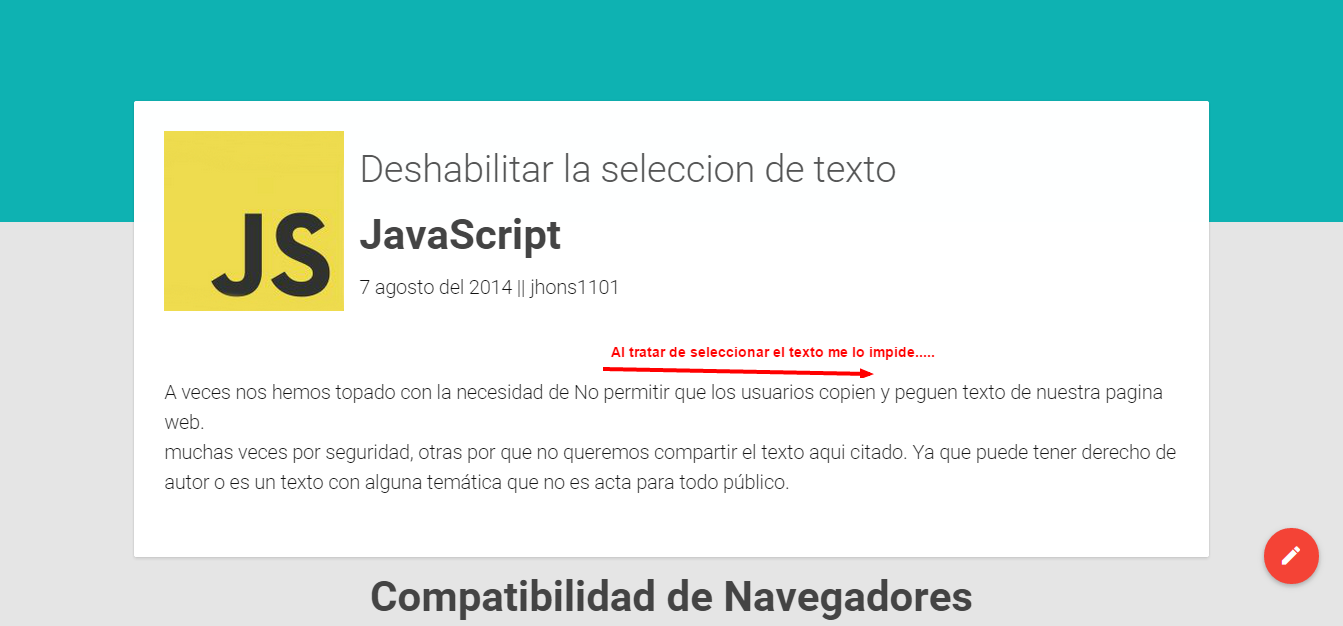 JS
Deshabilitar la seleccion de texto
JavaScript
7 agosto del 2014 || jhons1101
Al tratar de seleccionar el texto me lo impide.....
A veces nos hemos topado con la necesidad de No permitir que los usuarios copien y peguen texto de nuestra pagina
web.
muchas veces por seguridad, otras por que no queremos compartir el texto aqui citado. Ya que puede tener derecho de
autor o es un texto con alguna temática que no es acta para todo público.
Compatibilidad de Navegadores